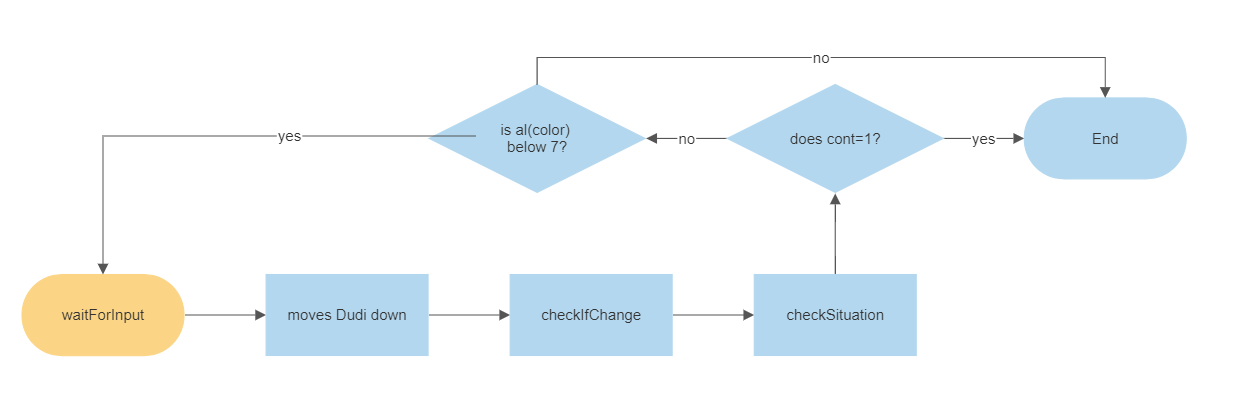 no
is al(color)
below 7?
does cont=1?
End
yes
no
yes
waitForInput
moves Dudi down
checkIfChange
checkSituation